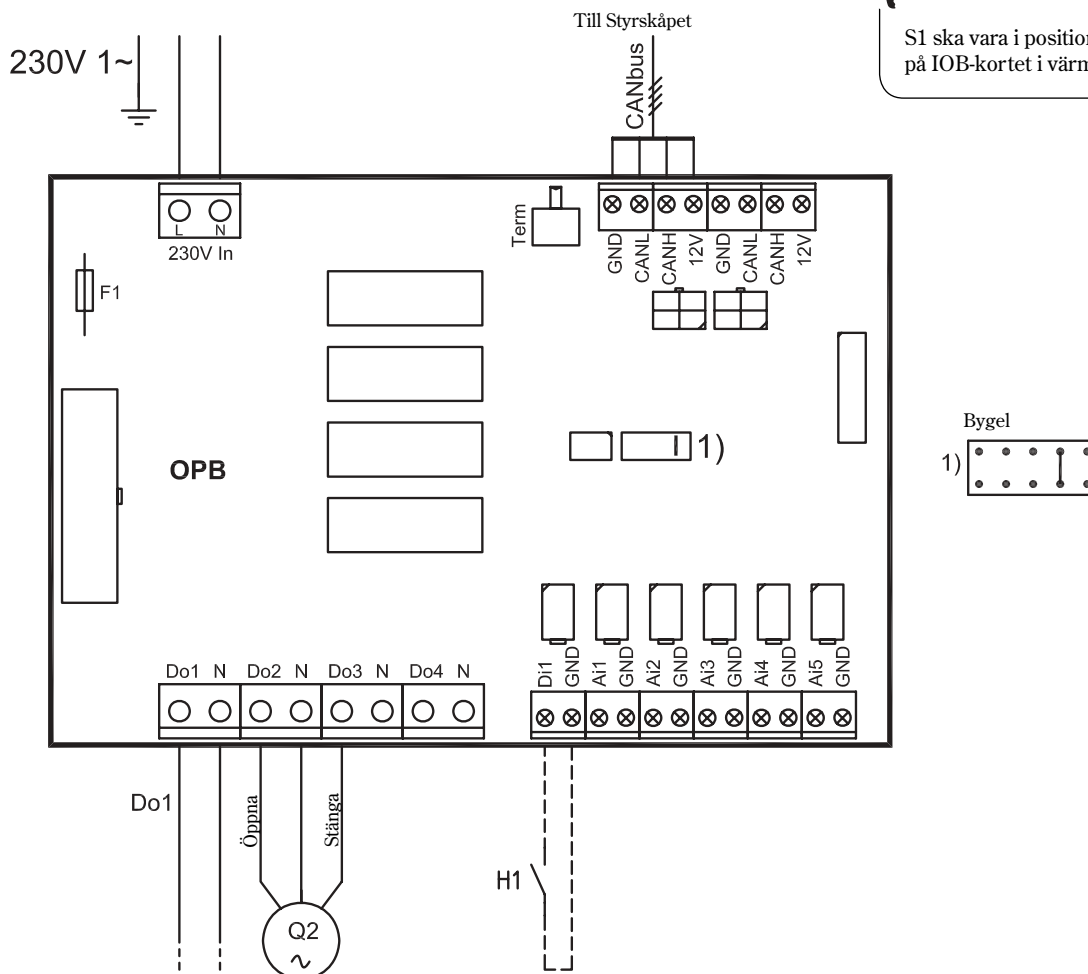 Till Styrskåpet
S1 ska vara i position
på IOB-kortet i
230V 1~
CANbus
L N
230V In
Term
GND CANL CANH 12V GND CANL CANH 12V
F1
OPB
1)
Bygel
1)
Do1 N Do2 N Do3 N Do4 N
Di1 GND Ai1 GND Ai2 GND Ai3 GND Ai4 GND Ai5 GND
Do1
Öppna
Stänga
H1
Q2
~